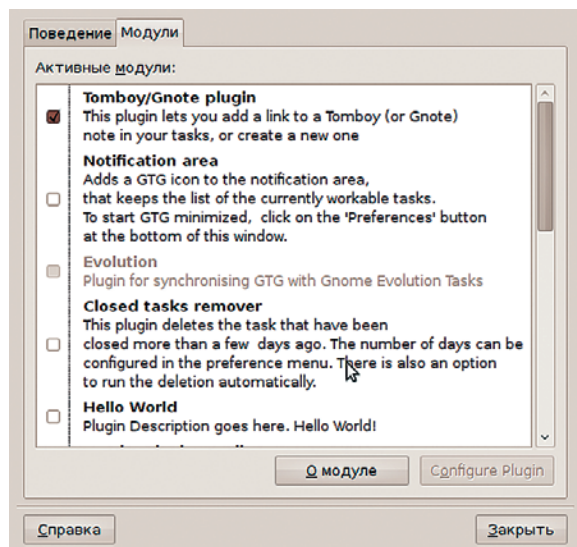 Поведение Модули
Активные модули:
Tomboy/Gnote plugin
This plugin lets you add a link to a Tomboy (or Gnote)
note in your tasks, or create a new one
Notification area
Adds a GTG icon to the notification area,
that keeps the list of the currently workable tasks.
To start GTG minimized, click on the 'Preferences' button
at the bottom of this window.
Evolution
Plugin for synchronising GTG with Gnome Evolution Tasks
Closed tasks remover
This plugin deletes the task that have been
closed more than a few days ago. The number of days can be
configured in the preference menu. There is also an option
to run the deletion automatically.
Hello World
Plugin Description goes here. Hello World!
О модуле Configure Plugin
Справка Закрыть